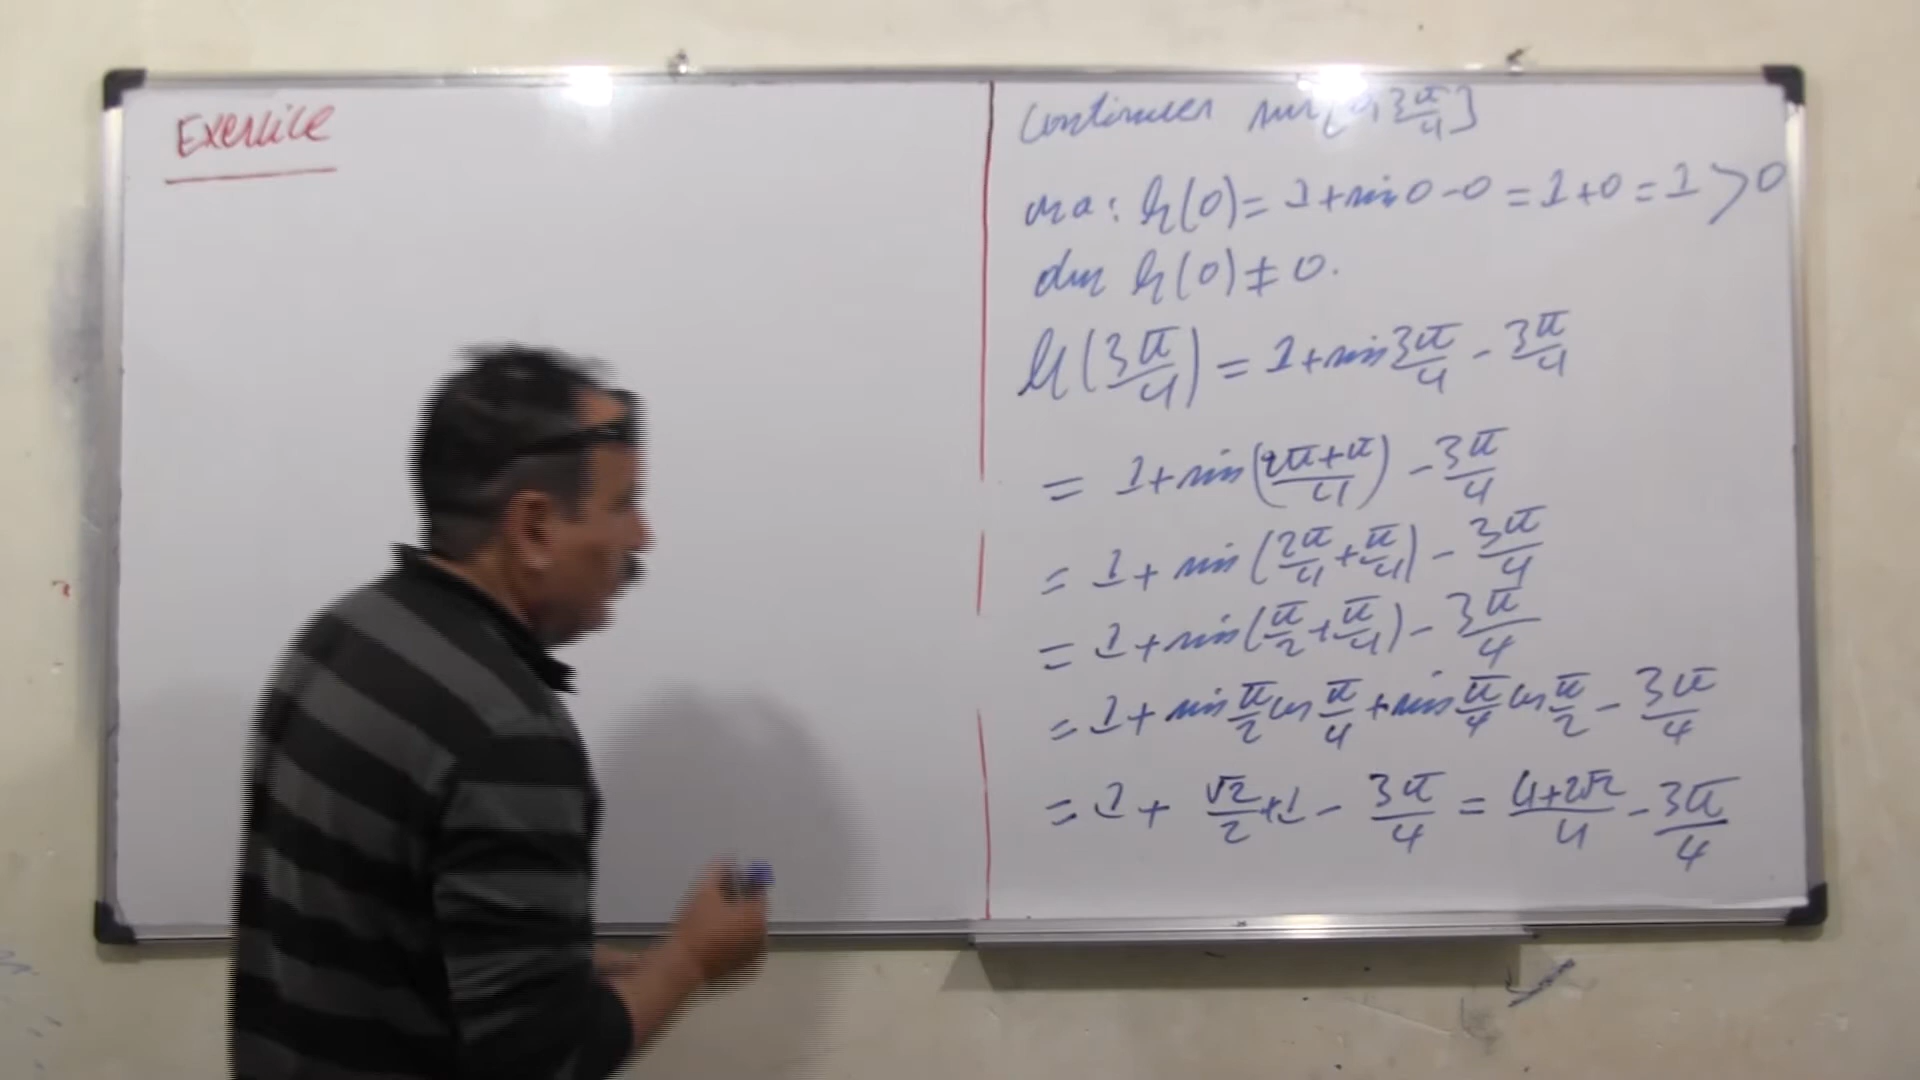 Exercice
continues sur [0, 3π/4]
on a : h(0) = 1 + sin 0 - 0 = 1 + 0 = 1 > 0
donc h(0) ≠ 0.
h(3π/4) = 1 + sin 3π/4 - 3π/4
= 1 + sin((2π+π)/4) - 3π/4
= 1 + sin(2π/4 + π/4) - 3π/4
= 1 + sin(π/2 + π/4) - 3π/4
= 1 + sin π/2 cos π/4 + sin π/4 cos π/2 - 3π/4
= 1 + √2/2 + 1 - 3π/4 = (4+2√2)/4 - 3π/4